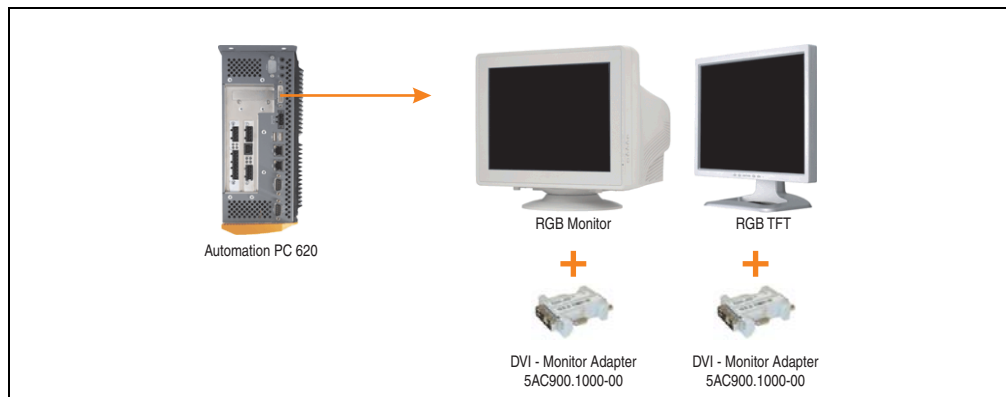 RGB Monitor
RGB TFT
Automation PC 620
DVI - Monitor Adapter
5AC900.1000-00
DVI - Monitor Adapter
5AC900.1000-00